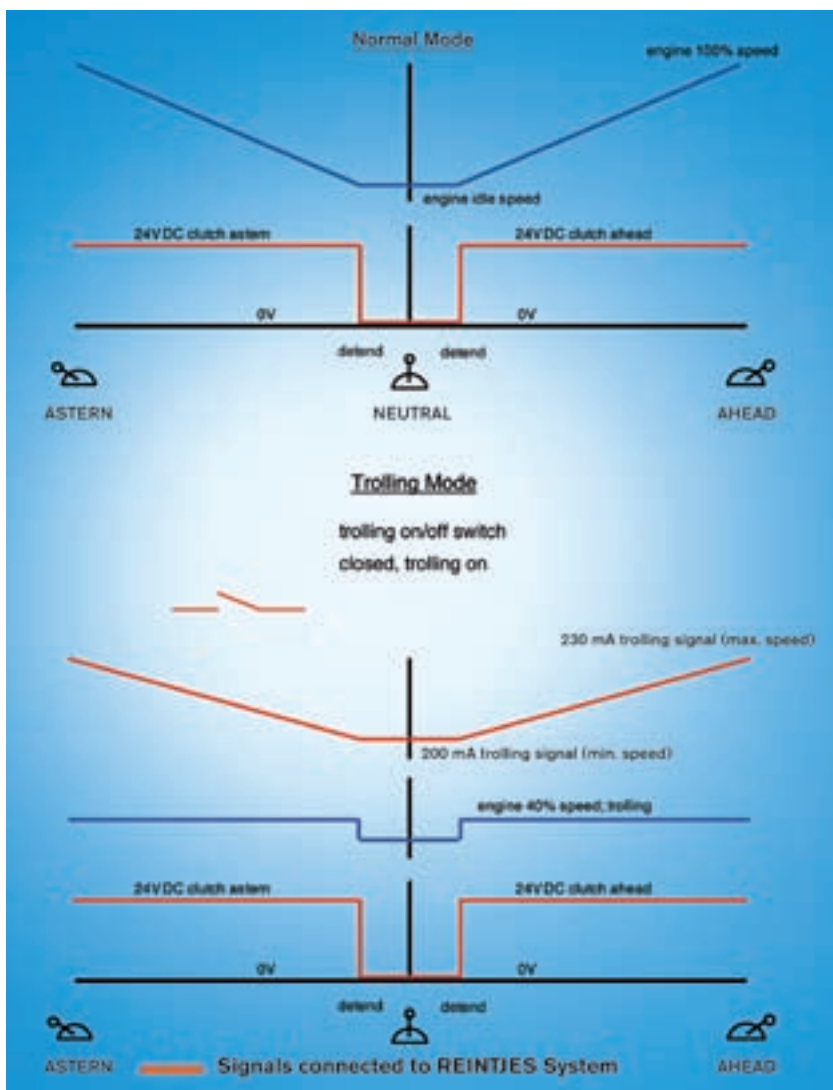 Normal Mode
engine 100% speed
engine idle speed
24V DC clutch astern
24V DC clutch ahead
0V
0V
detend
detend
ASTERN
NEUTRAL
AHEAD
Trolling Mode
trolling on/off switch
closed, trolling on
230 mA trolling signal (max. speed)
200 mA trolling signal (min. speed)
engine 40% speed; trolling
24V DC clutch astern
24V DC clutch ahead
0V
0V
detend
detend
ASTERN
Signals connected to REINTJES System
AHEAD